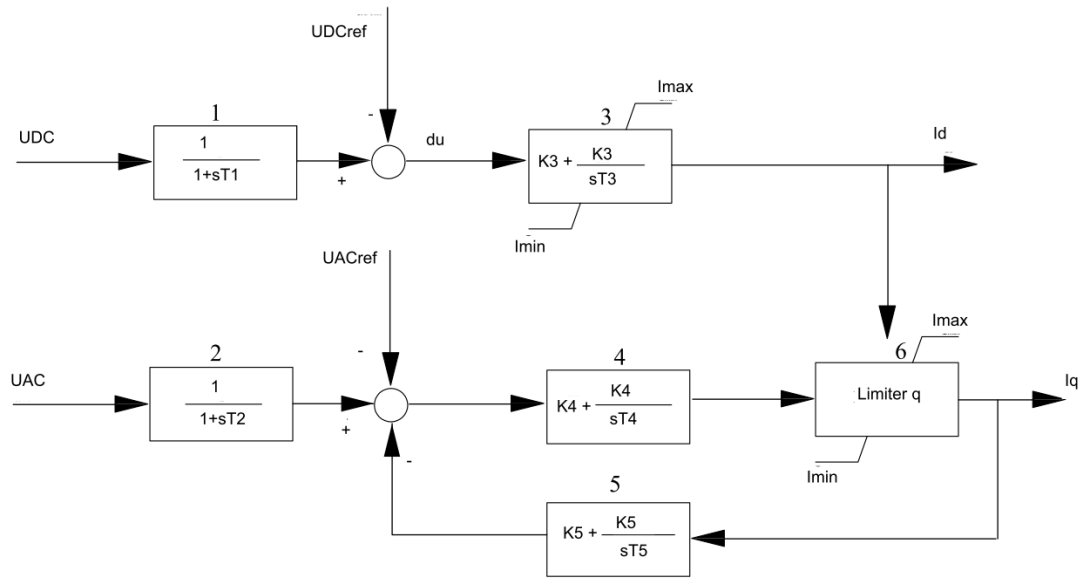 UDCref
Imax
1
3
UDC
1
1+sT1
-
+
du
K3 + K3
sT3
Id
Imin
UACref
Imax
2
-
4
6
UAC
1
1+sT2
+
K4 + K4
sT4
Limiter q
Iq
-
Imin
5
K5 + K5
sT5